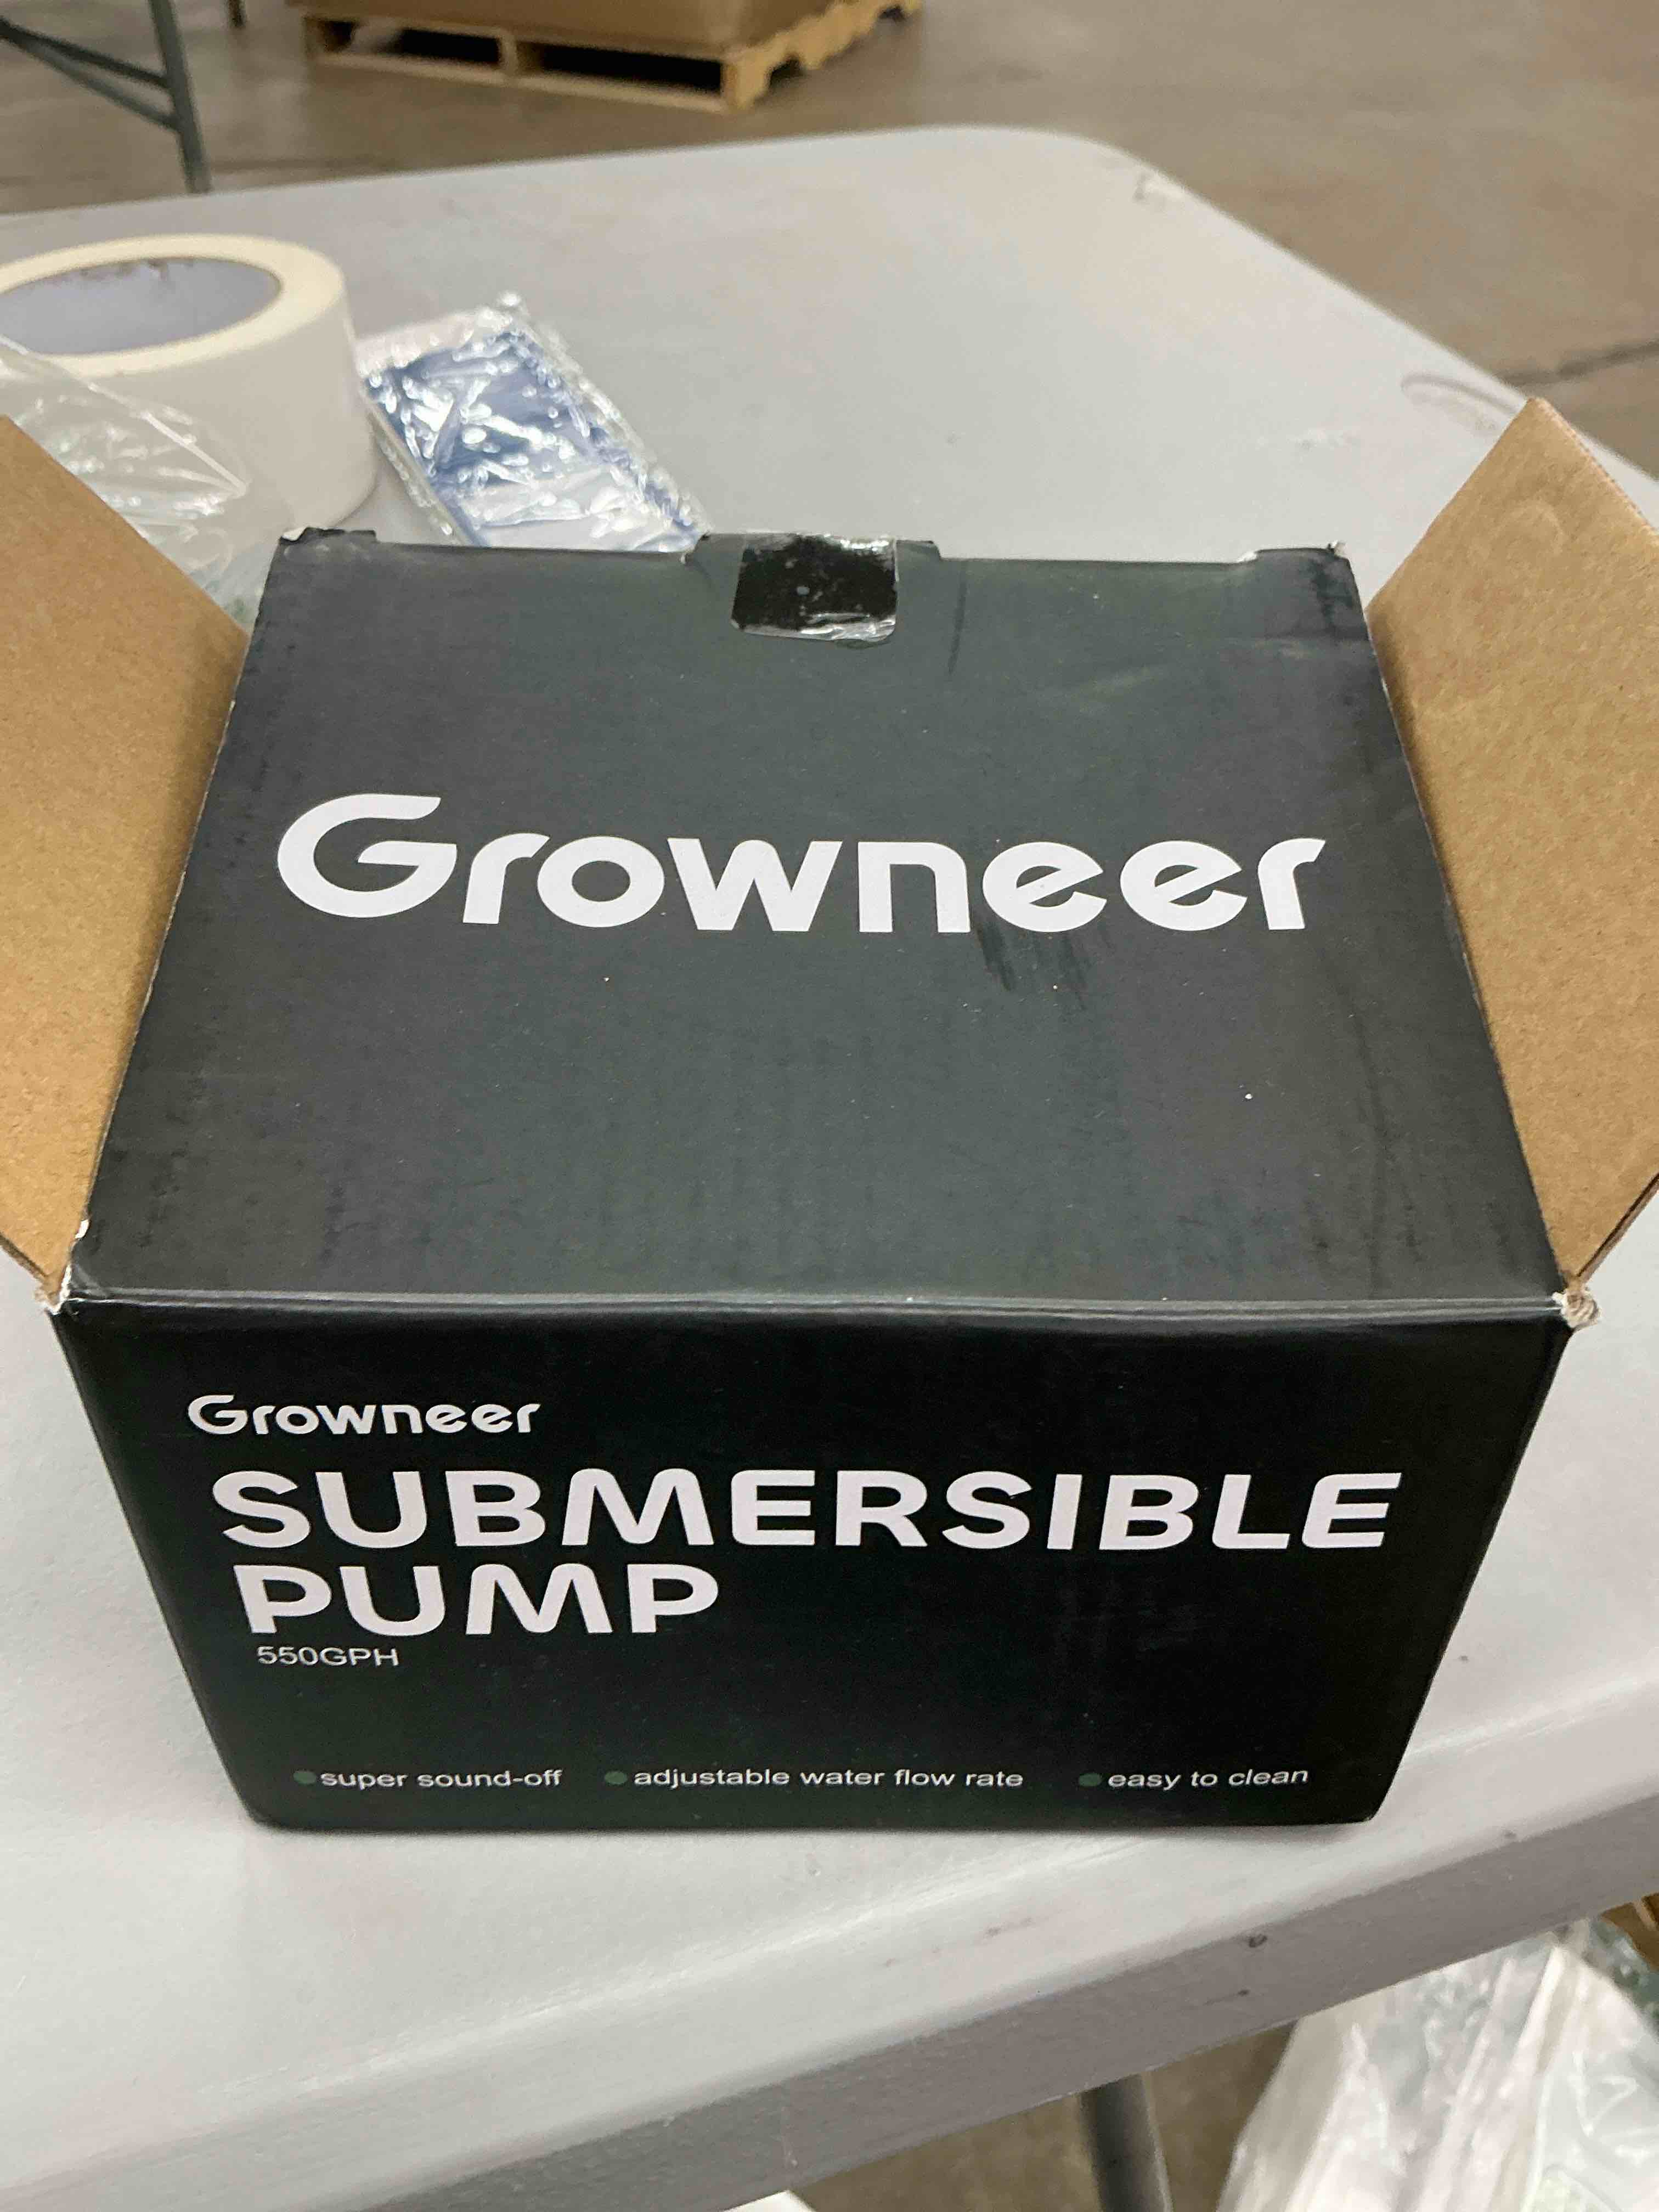 Growneer
Growneer
SUBMERSIBLE
PUMP
550GPH
super sound-off adjustable water flow rate easy to clean